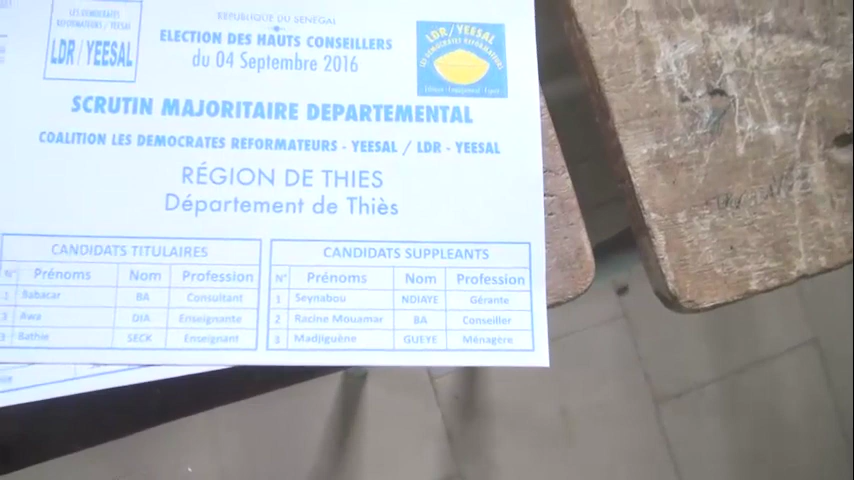 LES DEMOCRATES
REFORMATEURS / YEESAL
LDR / YEESAL
REPUBLIQUE DU SENEGAL
ELECTION DES HAUTS CONSEILLERS
du 04 Septembre 2016
LDR / YEESAL
LES DEMOCRATES REFORMATEURS
SCRUTIN MAJORITAIRE DEPARTEMENTAL
COALITION LES DEMOCRATES REFORMATEURS - YEESAL / LDR - YEESAL
RÉGION DE THIES
Département de Thiès
CANDIDATS TITULAIRES
N° Prénoms Nom Profession
1 Babacar BA Consultant
3 Awa DIA Enseignante
3 Bathie SECK Enseignant
CANDIDATS SUPPLEANTS
N° Prénoms Nom Profession
1 Seynabou NDIAYE Gérante
2 Racine Mouamar BA Conseiller
3 Madjiguène GUEYE Ménagère